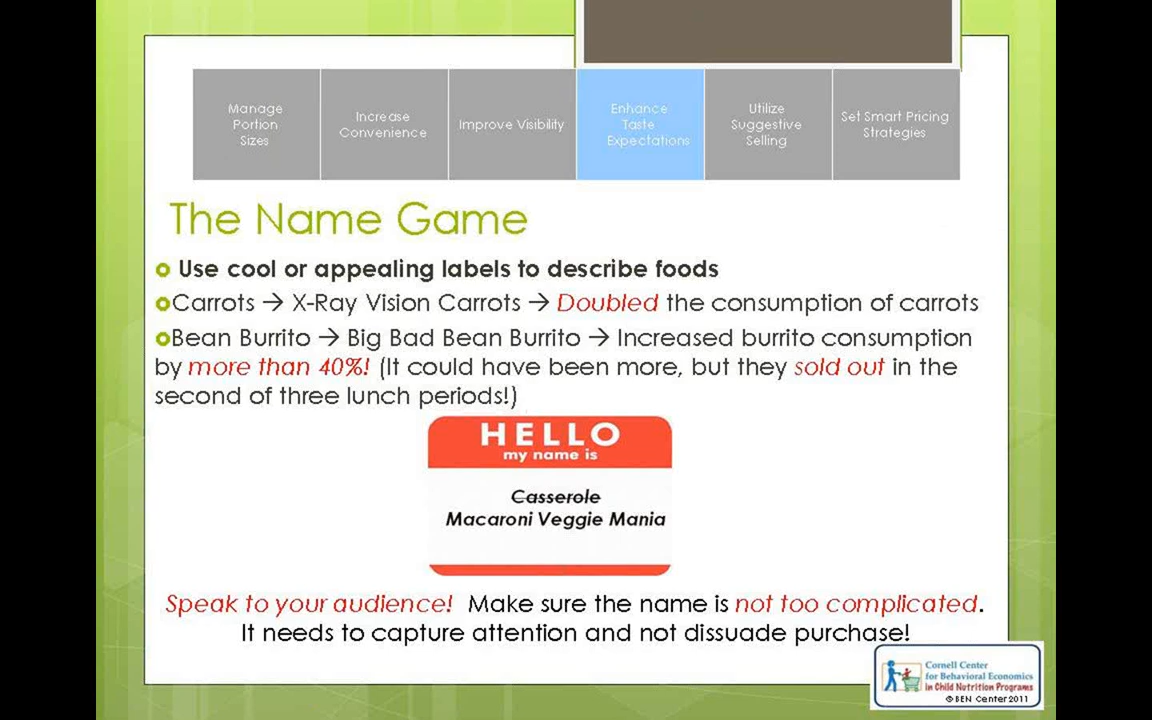 Manage
Portion
Sizes
Increase
Convenience
Improve Visibility
Enhance
Taste
Expectations
Utilize
Suggestive
Selling
Set Smart Pricing
Strategies
The Name Game
Use cool or appealing labels to describe foods
Carrots → X-Ray Vision Carrots → Doubled the consumption of carrots
Bean Burrito → Big Bad Bean Burrito → Increased burrito consumption
by more than 40%! (It could have been more, but they sold out in the
second of three lunch periods!)
HELLO
my name is
Casserole
Macaroni Veggie Mania
Speak to your audience! Make sure the name is not too complicated.
It needs to capture attention and not dissuade purchase!
Cornell Center
for Behavioral Economics
in Child Nutrition Programs
©BEN Center 2011